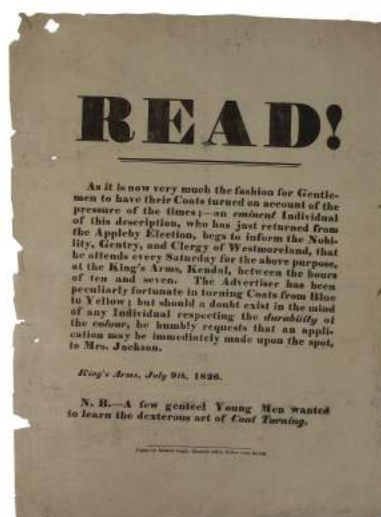 READ!
As it is now very much the fashion for Gentle-
men to have their Coats turned on account of the
pressure of the times;—an eminent Individual
of this description, who has just returned from
the Appleby Election, begs to inform the Nobi-
lity, Gentry, and Clergy of Westmoreland, that
he attends every Saturday for the above purpose,
at the King's Arms, Kendal, between the hours
of ten and seven. The Advertiser has been
peculiarly fortunate in turning Coats from Blue
to Yellow; but should a doubt exist in the mind
of any Individual respecting the durability of
the colour, he humbly requests that an appli-
cation may be immediately made upon the spot,
to Mrs. Jackson.
King's Arms, July 9th, 1826.
N. B.—A few genteel Young Men wanted
to learn the dexterous art of Coat Turning.